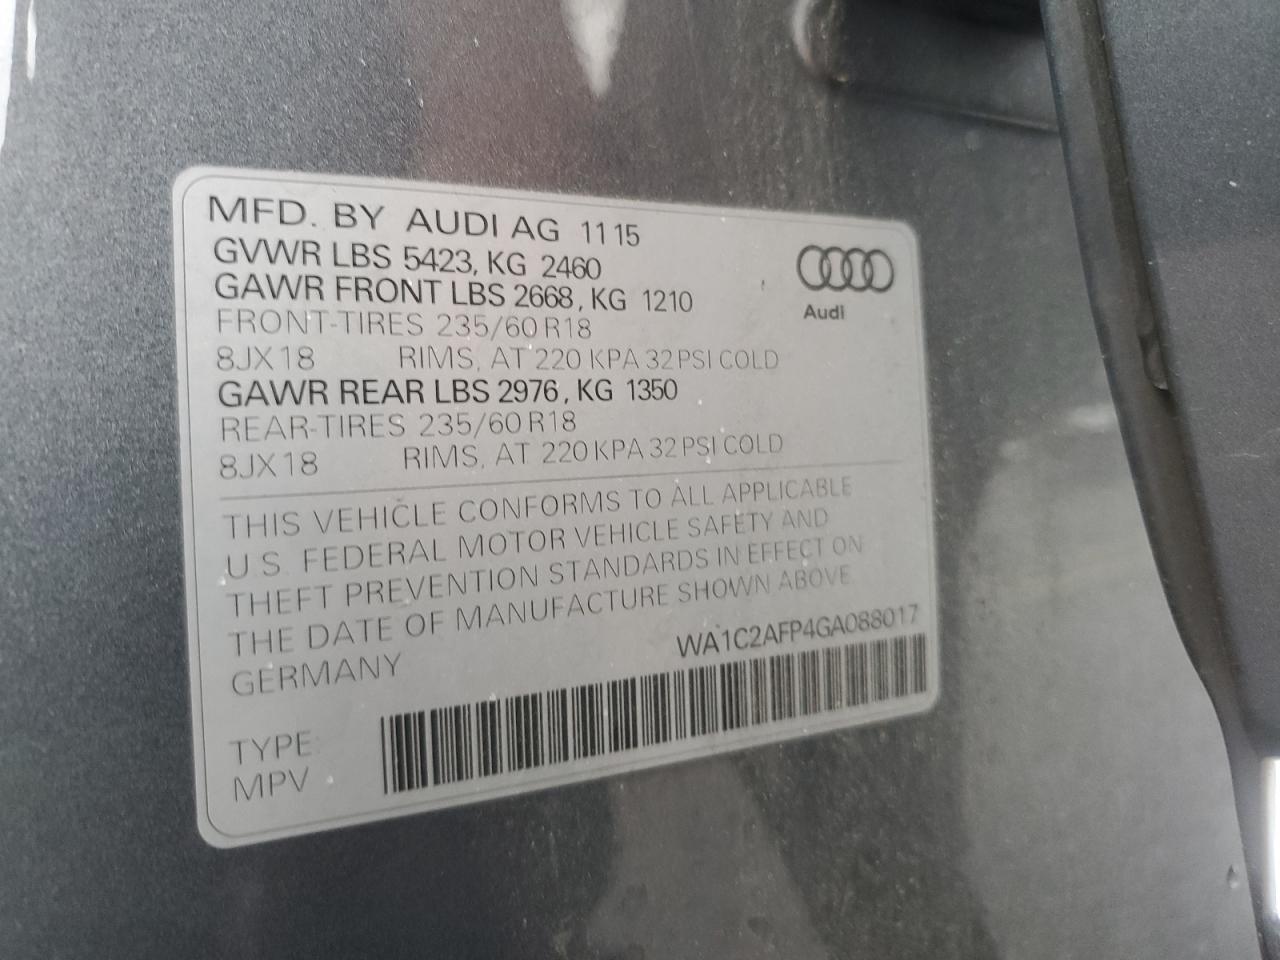 MFD. BY AUDI AG 11 15
GVWR LBS 5423, KG 2460
GAWR FRONT LBS 2668, KG 1210
FRONT-TIRES 235/60 R18
8JX18 RIMS, AT 220 KPA 32 PSI COLD
GAWR REAR LBS 2976, KG 1350
REAR-TIRES 235/60 R18
8JX18 RIMS, AT 220 KPA 32 PSI COLD
Audi
THIS VEHICLE CONFORMS TO ALL APPLICABLE
U.S. FEDERAL MOTOR VEHICLE SAFETY AND
THEFT PREVENTION STANDARDS IN EFFECT ON
THE DATE OF MANUFACTURE SHOWN ABOVE.
GERMANY WA1C2AFP4GA088017
TYPE:
MPV